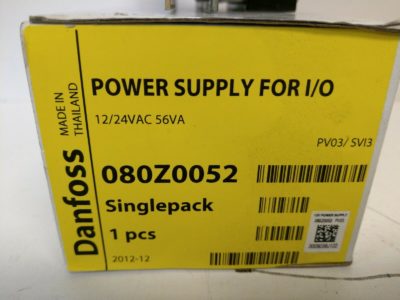 POWER SUPPLY FOR I/O
12/24VAC 56VA
PV03/ SVI3
MADE IN
THAILAND
Danfoss
080Z0052
Singlepack
1 pcs
2012-12